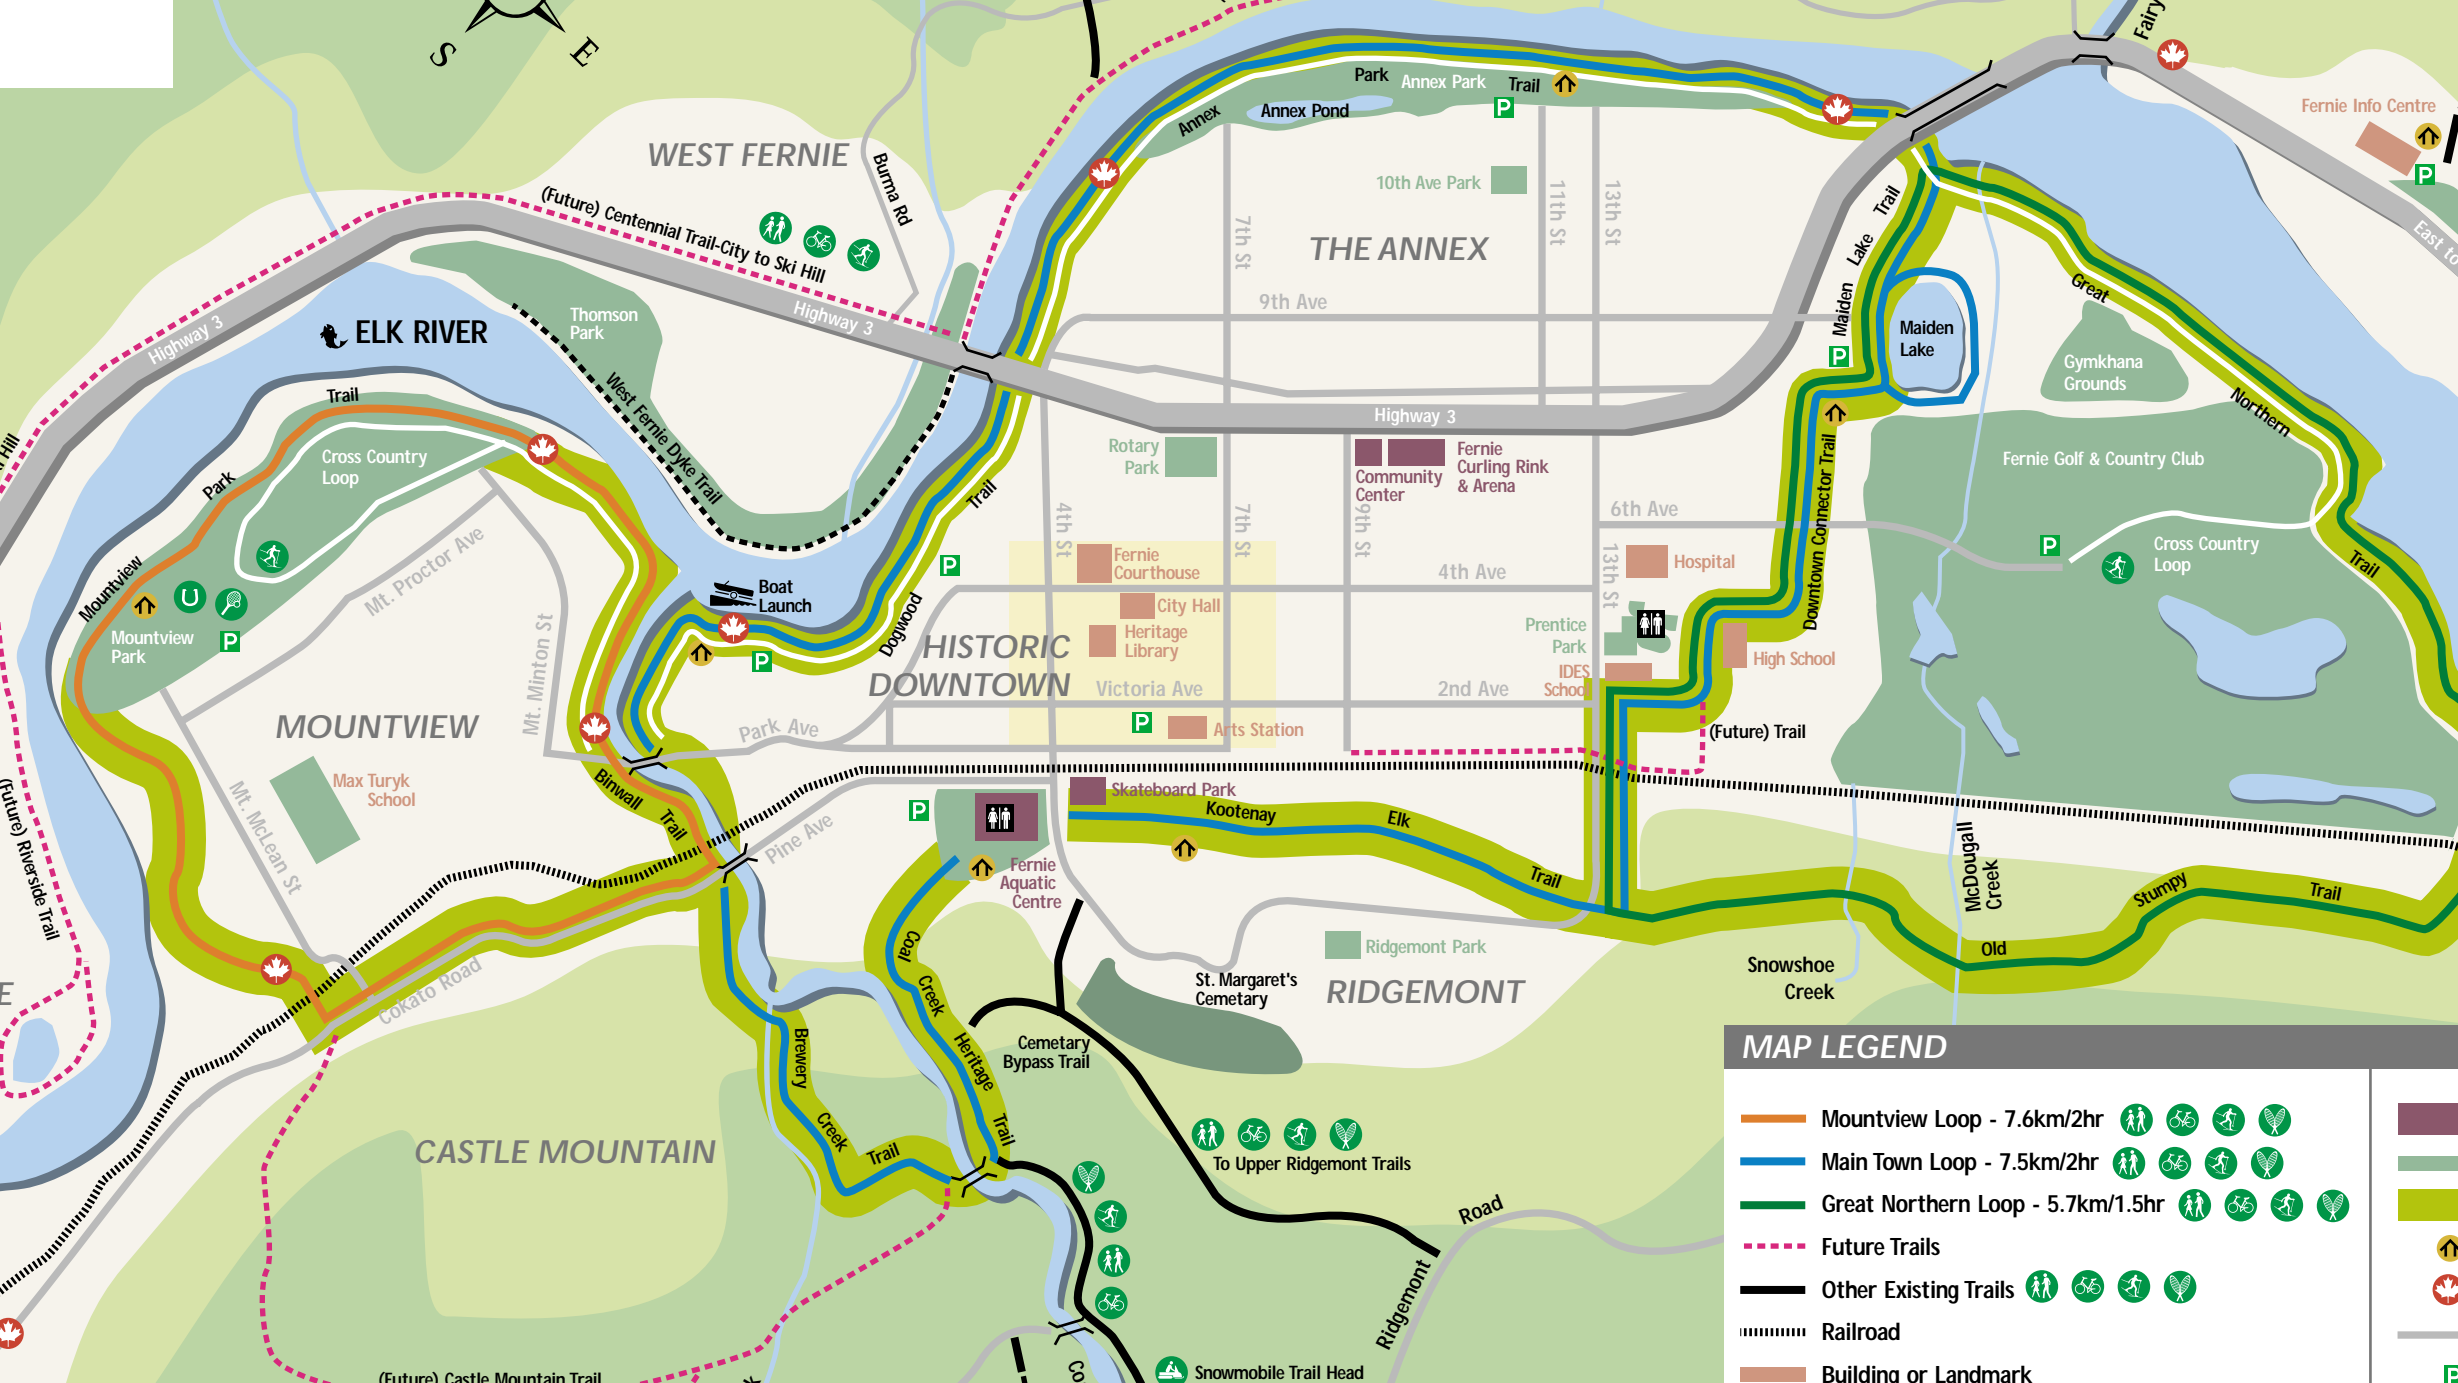 S
E
Fairy
Fernie Info Centre
East to
WEST FERNIE
Burma Rd
(Future) Centennial Trail-City to Ski Hill
Highway 3
Highway 3
Highway 3
Hill
ELK RIVER
Thomson
Park
West Fernie Dyke Trail
Annex
Park
Trail
Annex Park
Annex Pond
10th Ave Park
THE ANNEX
7th St
11th St
13th St
9th Ave
Maiden
Lake
Trail
Maiden
Lake
Great
Northern
Trail
Gymkhana
Grounds
Fernie Golf & Country Club
Cross Country
Loop
Mountview
Park
Trail
Cross Country
Loop
Mountview
Park
Mt. Proctor Ave
Mt. Minton St
MOUNTVIEW
Max Turyk
School
Mt. McLean St
Cokato Road
(Future) Riverside Trail
E
Boat
Launch
Dogwood
Trail
Rotary
Park
4th St
7th St
9th St
13th St
Community
Center
Fernie
Curling Rink
& Arena
6th Ave
4th Ave
2nd Ave
Victoria Ave
Park Ave
Pine Ave
Fernie
Courthouse
City Hall
Heritage
Library
HISTORIC
DOWNTOWN
Arts Station
Hospital
Prentice
Park
IDES
School
High School
Downtown Connector Trail
(Future) Trail
Binwall
Trail
Skateboard Park
Kootenay
Elk
Trail
Fernie
Aquatic
Centre
Coal
Creek
Heritage
Trail
Brewery
Creek
Trail
Cemetary
Bypass Trail
St. Margaret's
Cemetary
Ridgemont Park
RIDGEMONT
McDougall
Creek
Snowshoe
Creek
Old
Stumpy
Trail
CASTLE MOUNTAIN
To Upper Ridgemont Trails
Ridgemont
Road
Snowmobile Trail Head
(Future) Castle Mountain Trail
Co
MAP LEGEND
Mountview Loop - 7.6km/2hr
Main Town Loop - 7.5km/2hr
Great Northern Loop - 5.7km/1.5hr
Future Trails
Other Existing Trails
Railroad
Building or Landmark
P
P
P
P
P
P
P
P
P
P
P